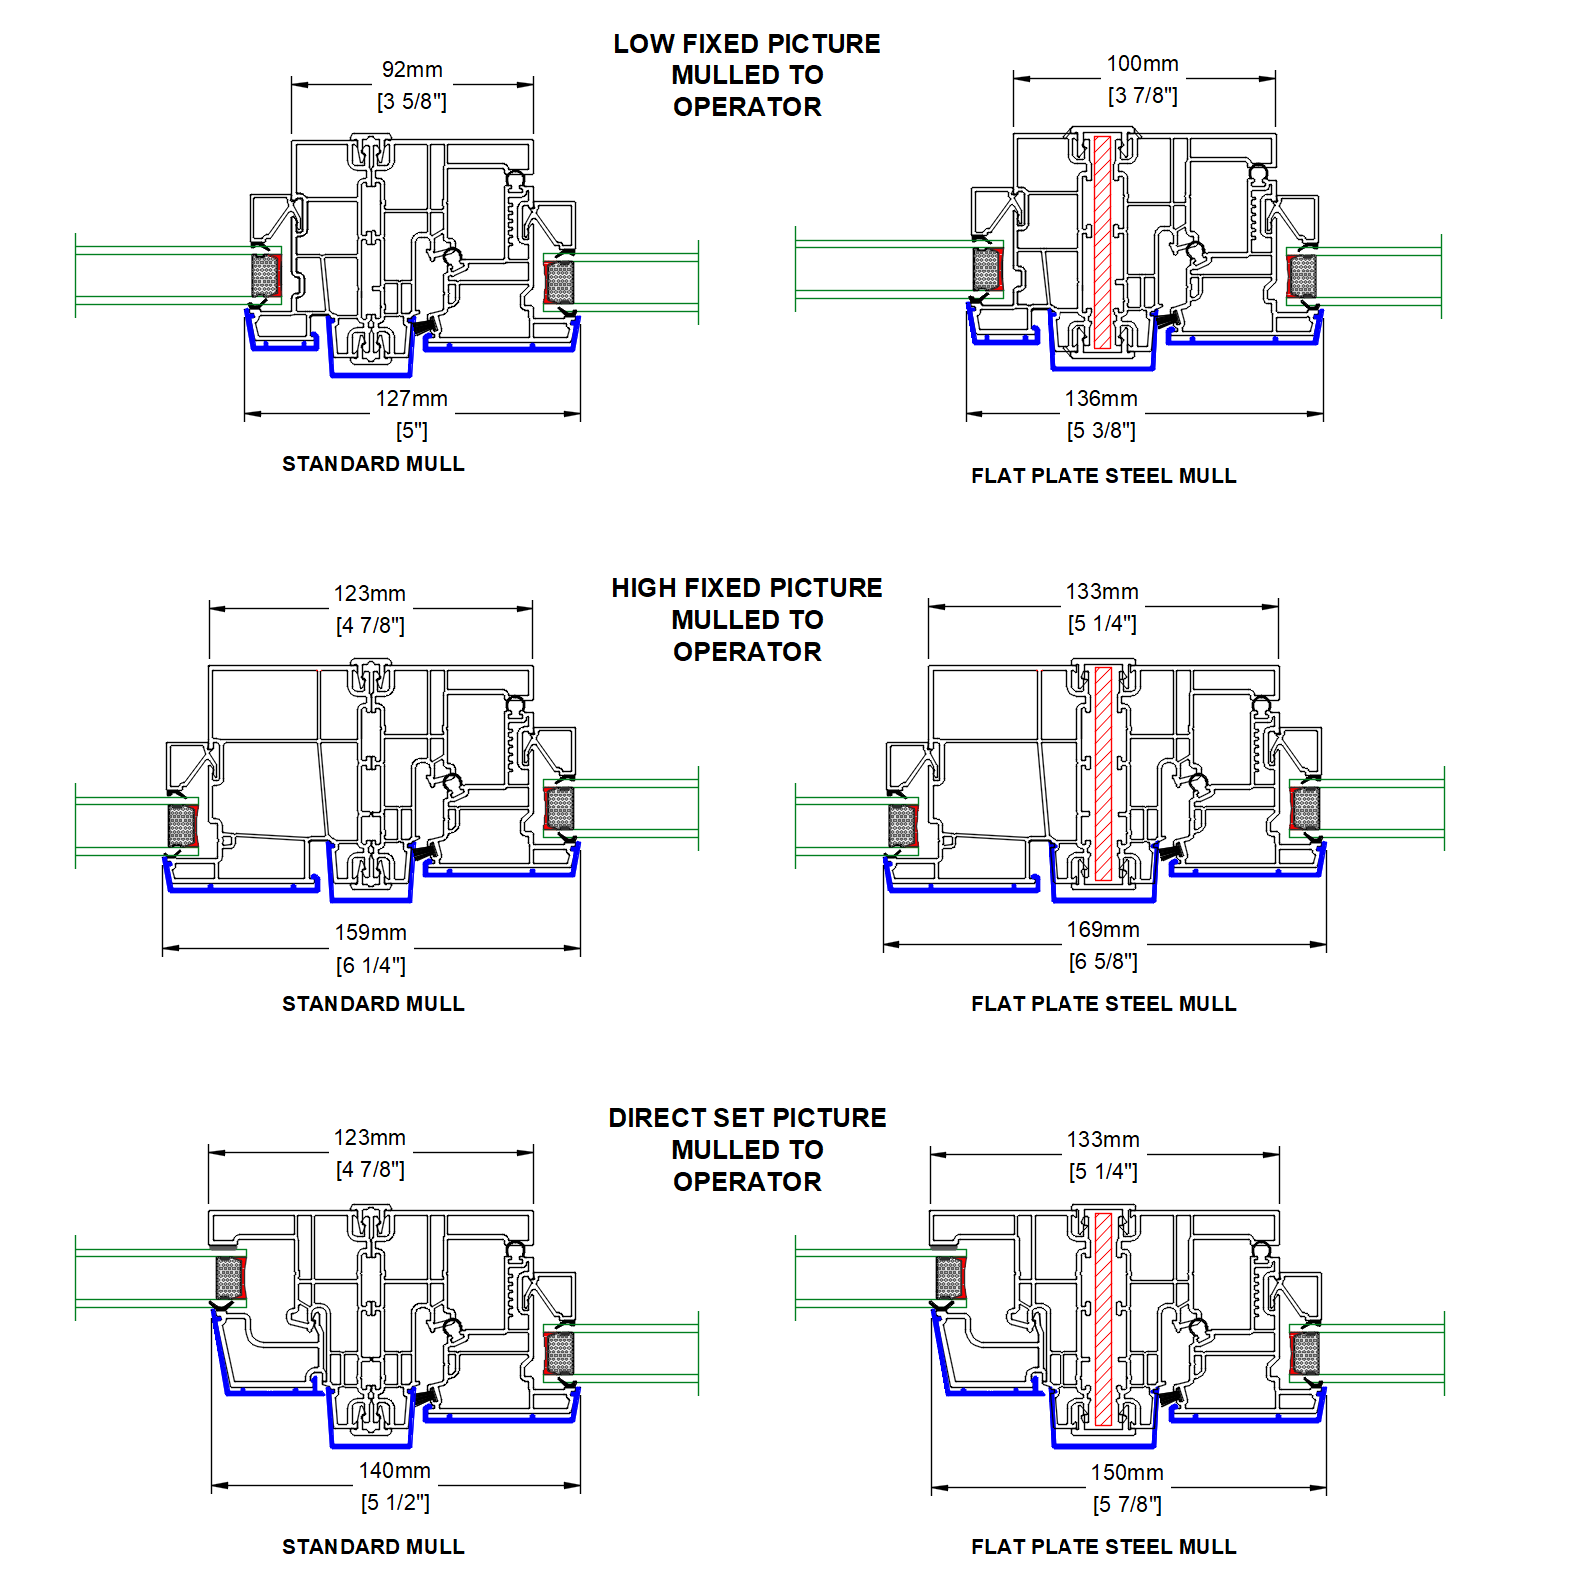 LOW FIXED PICTURE
MULLED TO
OPERATOR
92mm
[3 5/8"]
100mm
[3 7/8"]
127mm
[5"]
136mm
[5 3/8"]
STANDARD MULL
FLAT PLATE STEEL MULL
HIGH FIXED PICTURE
MULLED TO
OPERATOR
123mm
[4 7/8"]
133mm
[5 1/4"]
159mm
[6 1/4"]
169mm
[6 5/8"]
STANDARD MULL
FLAT PLATE STEEL MULL
DIRECT SET PICTURE
MULLED TO
OPERATOR
123mm
[4 7/8"]
133mm
[5 1/4"]
140mm
[5 1/2"]
150mm
[5 7/8"]
STANDARD MULL
FLAT PLATE STEEL MULL